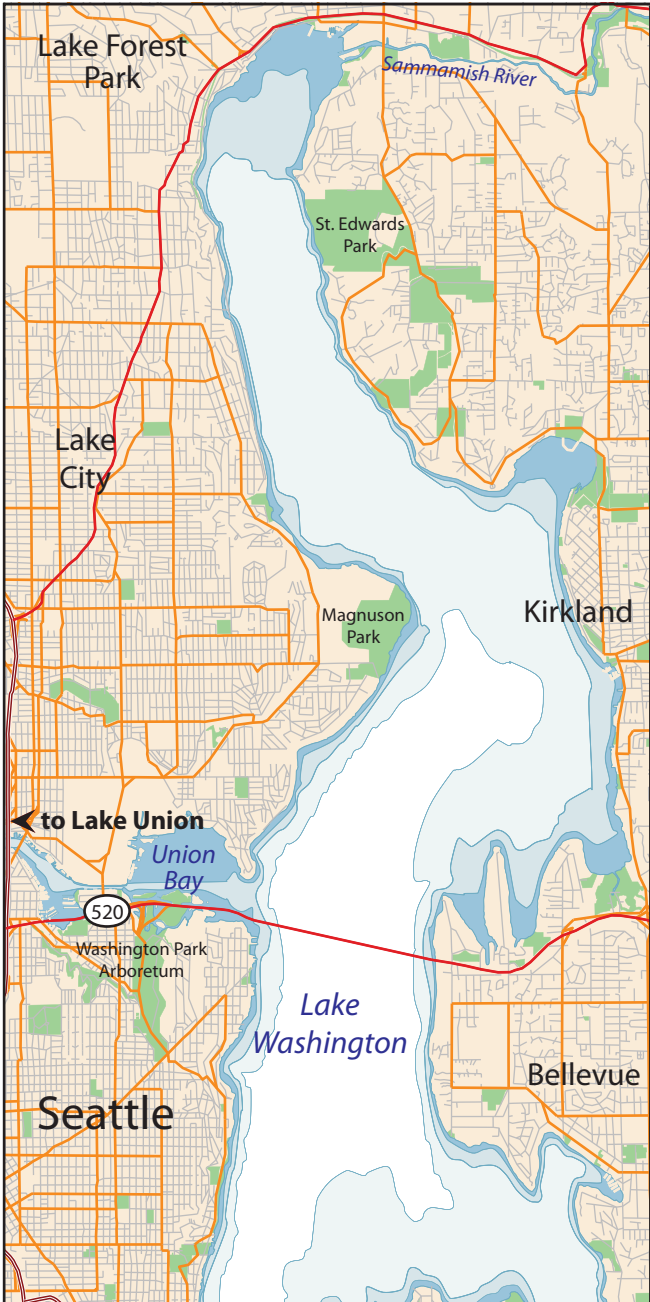 Lake Forest
Park
Sammamish River
St. Edwards
Park
Lake
City
Magnuson
Park
Kirkland
to Lake Union
Union
Bay
520
Washington Park
Arboretum
Lake
Washington
Bellevue
Seattle